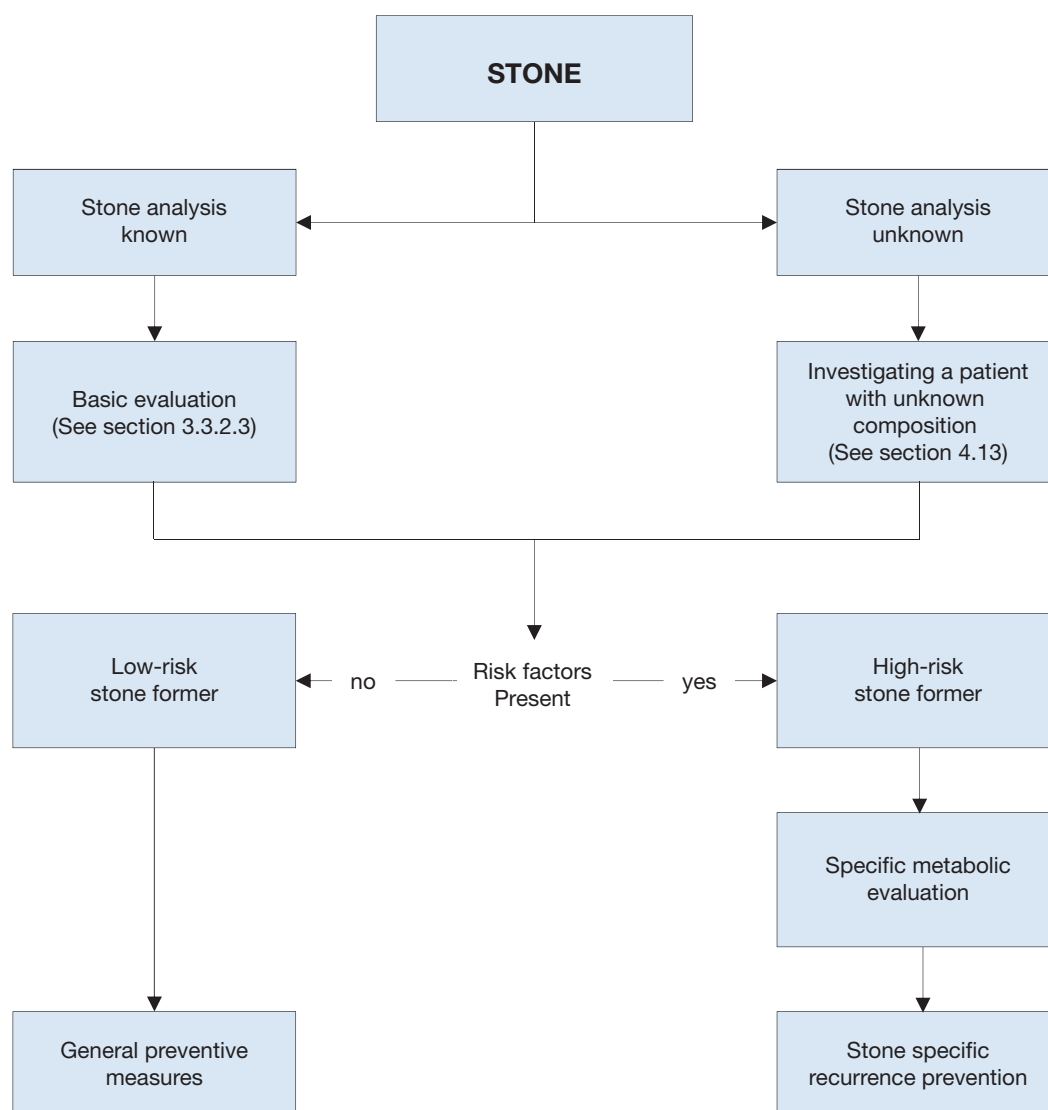 STONE
Stone analysis
known
Stone analysis
unknown
Basic evaluation
(See section 3.3.2.3)
Investigating a patient
with unknown
composition
(See section 4.13)
Low-risk
stone former
no
Risk factors
Present
yes
High-risk
stone former
Specific metabolic
evaluation
General preventive
measures
Stone specific
recurrence prevention